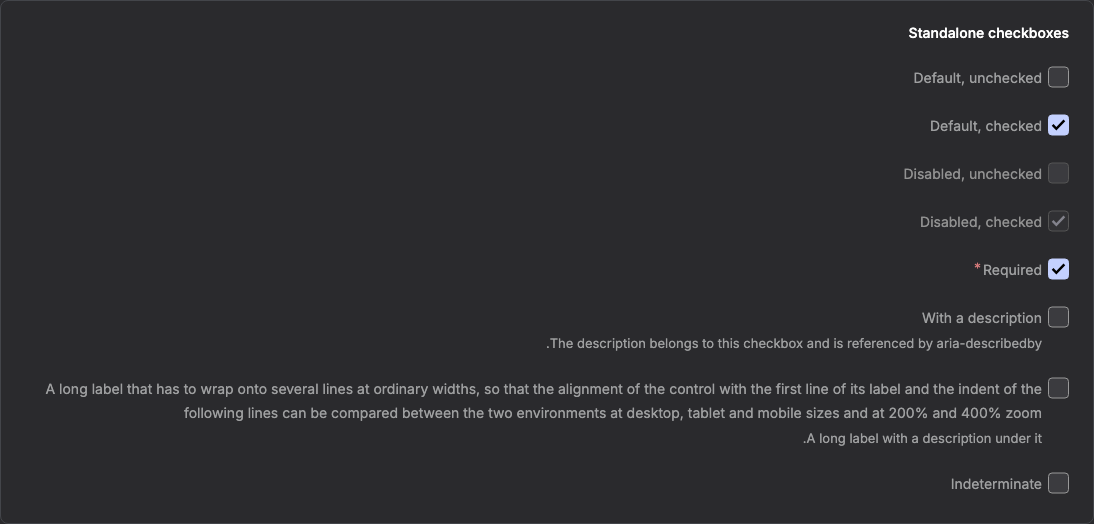 Standalone checkboxes
Default, unchecked
Default, checked
Disabled, unchecked
Disabled, checked
* Required
With a description
.The description belongs to this checkbox and is referenced by aria-describedby
A long label that has to wrap onto several lines at ordinary widths, so that the alignment of the control with the first line of its label and the indent of the
following lines can be compared between the two environments at desktop, tablet and mobile sizes and at 200% and 400% zoom
.A long label with a description under it
Indeterminate